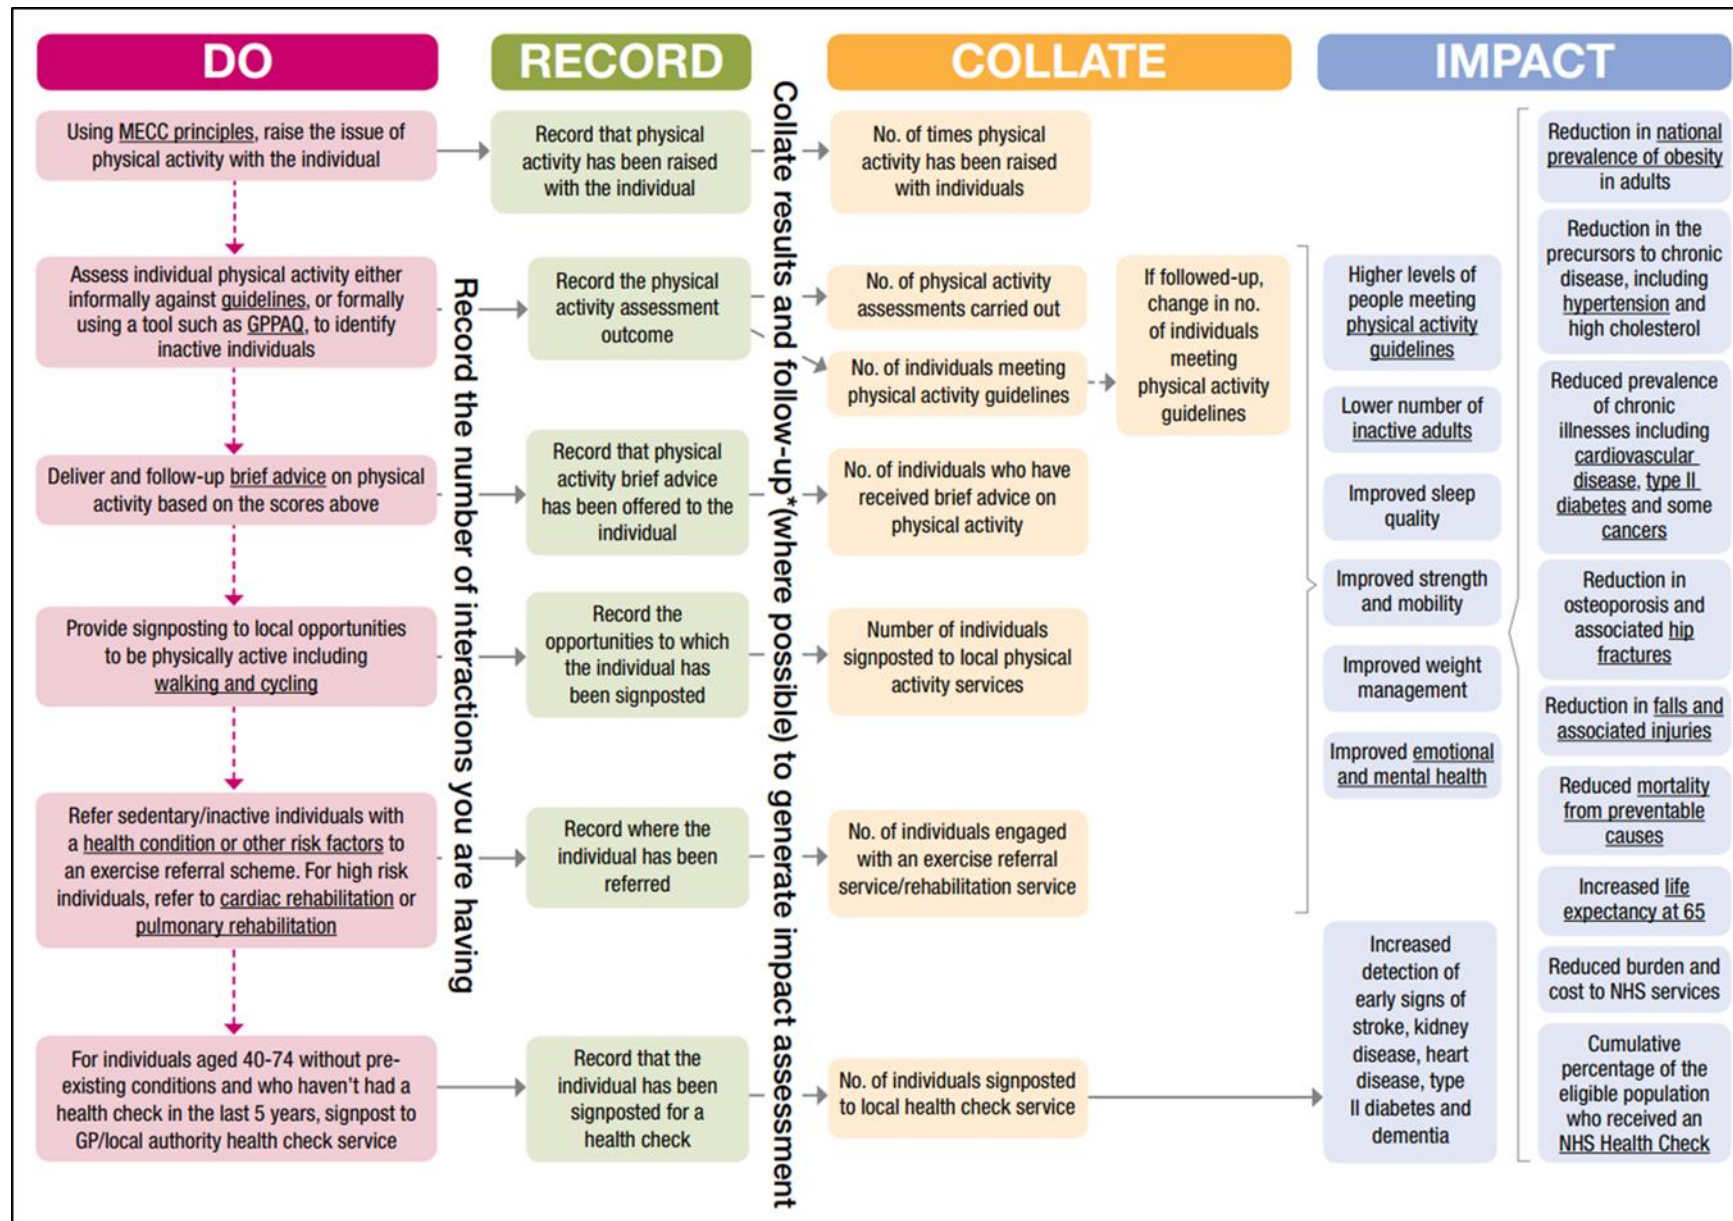 DO
Using MECC principles, raise the issue of
physical activity with the individual
Assess individual physical activity either
informally against guidelines, or formally
using a tool such as GPPAQ, to identify
inactive individuals
Deliver and follow-up brief advice on physical
activity based on the scores above
Provide signposting to local opportunities
to be physically active including
walking and cycling
Refer sedentary/inactive individuals with
a health condition or other risk factors to
an exercise referral scheme. For high risk
individuals, refer to cardiac rehabilitation or
pulmonary rehabilitation
For individuals aged 40-74 without pre-
existing conditions and who haven't had a
health check in the last 5 years, signpost to
GP/local authority health check service
Record the number of interactions you are having
RECORD
Record that physical
activity has been raised
with the individual
Record the physical
activity assessment
outcome
Record that physical
activity brief advice
has been offered to the
individual
Record the
opportunities to which
the individual has
been signposted
Record where the
individual has been
referred
Record that the
individual has been
signposted for a
health check
Collate results and follow-up*(where possible) to generate impact assessment
COLLATE
No. of times physical
activity has been raised
with individuals
No. of physical activity
assessments carried out
No. of individuals meeting
physical activity guidelines
If followed-up,
change in no.
of individuals
meeting
physical activity
guidelines
No. of individuals who have
received brief advice on
physical activity
Number of individuals
signposted to local physical
activity services
No. of individuals engaged
with an exercise referral
service/rehabilitation service
No. of individuals signposted
to local health check service
IMPACT
Higher levels of
people meeting
physical activity
guidelines
Lower number of
inactive adults
Improved sleep
quality
Improved strength
and mobility
Improved weight
management
Improved emotional
and mental health
Increased
detection of
early signs of
stroke, kidney
disease, heart
disease, type
II diabetes and
dementia
Reduction in national
prevalence of obesity
in adults
Reduction in the
precursors to chronic
disease, including
hypertension and
high cholesterol
Reduced prevalence
of chronic
illnesses including
cardiovascular
disease, type II
diabetes and some
cancers
Reduction in
osteoporosis and
associated hip
fractures
Reduction in falls and
associated injuries
Reduced mortality
from preventable
causes
Increased life
expectancy at 65
Reduced burden and
cost to NHS services
Cumulative
percentage of the
eligible population
who received an
NHS Health Check